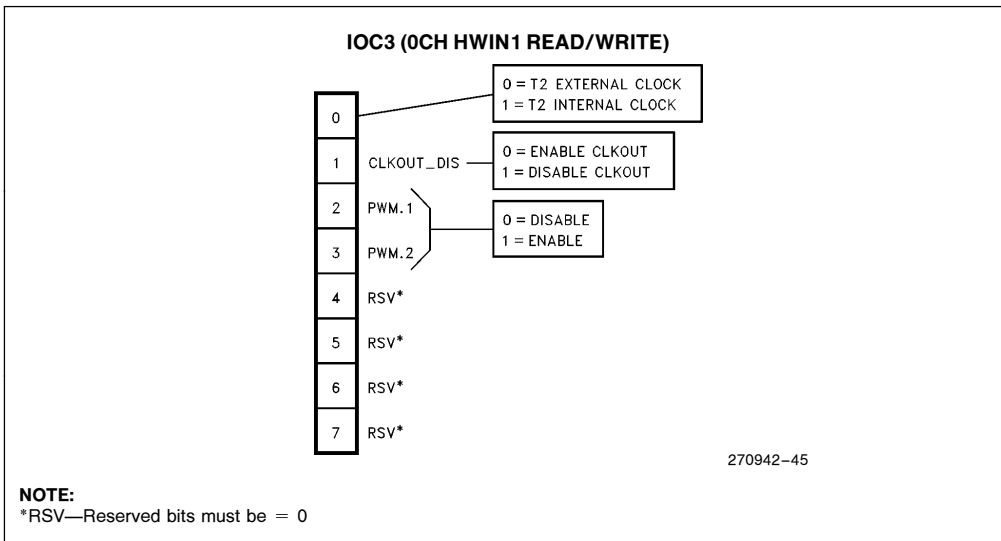 IOC3 (0CH HWIN1 READ/WRITE)
0 = T2 EXTERNAL CLOCK
1 = T2 INTERNAL CLOCK
0
1 CLKOUT_DIS
0 = ENABLE CLKOUT
1 = DISABLE CLKOUT
2 PWM.1
3 PWM.2
0 = DISABLE
1 = ENABLE
4 RSV*
5 RSV*
6 RSV*
7 RSV*
270942–45
NOTE:
*RSV—Reserved bits must be = 0